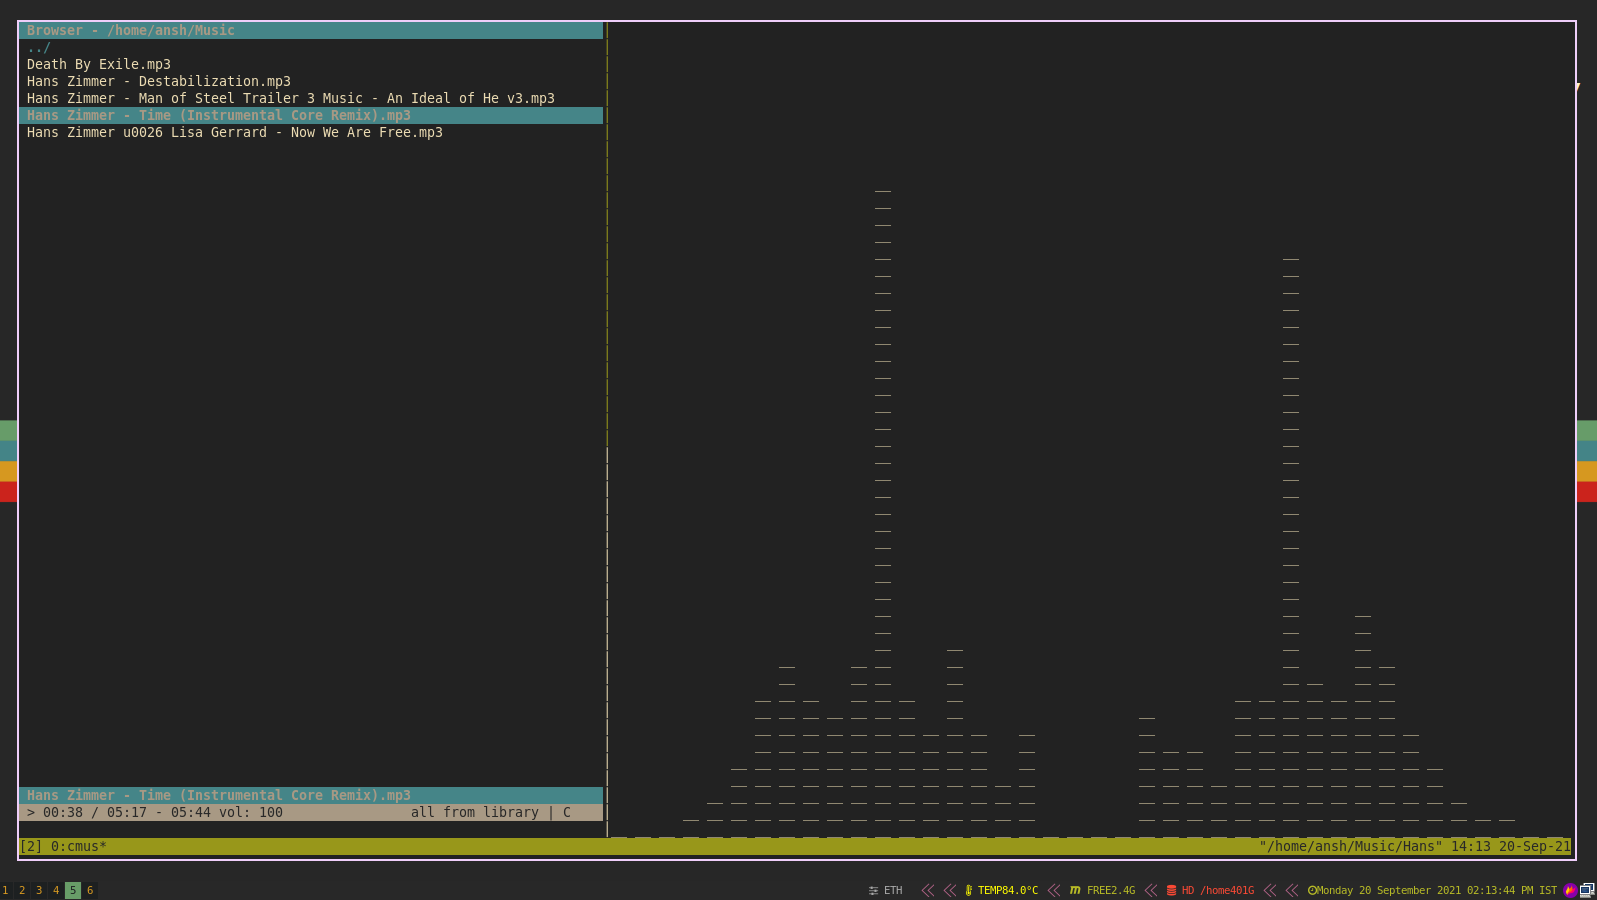 Browser - /home/ansh/Music
../
Death By Exile.mp3
Hans Zimmer - Destabilization.mp3
Hans Zimmer - Man of Steel Trailer 3 Music - An Ideal of He v3.mp3
Hans Zimmer - Time (Instrumental Core Remix).mp3
Hans Zimmer u0026 Lisa Gerrard - Now We Are Free.mp3
Hans Zimmer - Time (Instrumental Core Remix).mp3
> 00:38 / 05:17 - 05:44 vol: 100 all from library | C
[2] 0:cmus* "/home/ansh/Music/Hans" 14:13 20-Sep-21
1 2 3 4 5 6 ETH TEMP84.0°C m FREE2.4G HD /home401G Monday 20 September 2021 02:13:44 PM IST